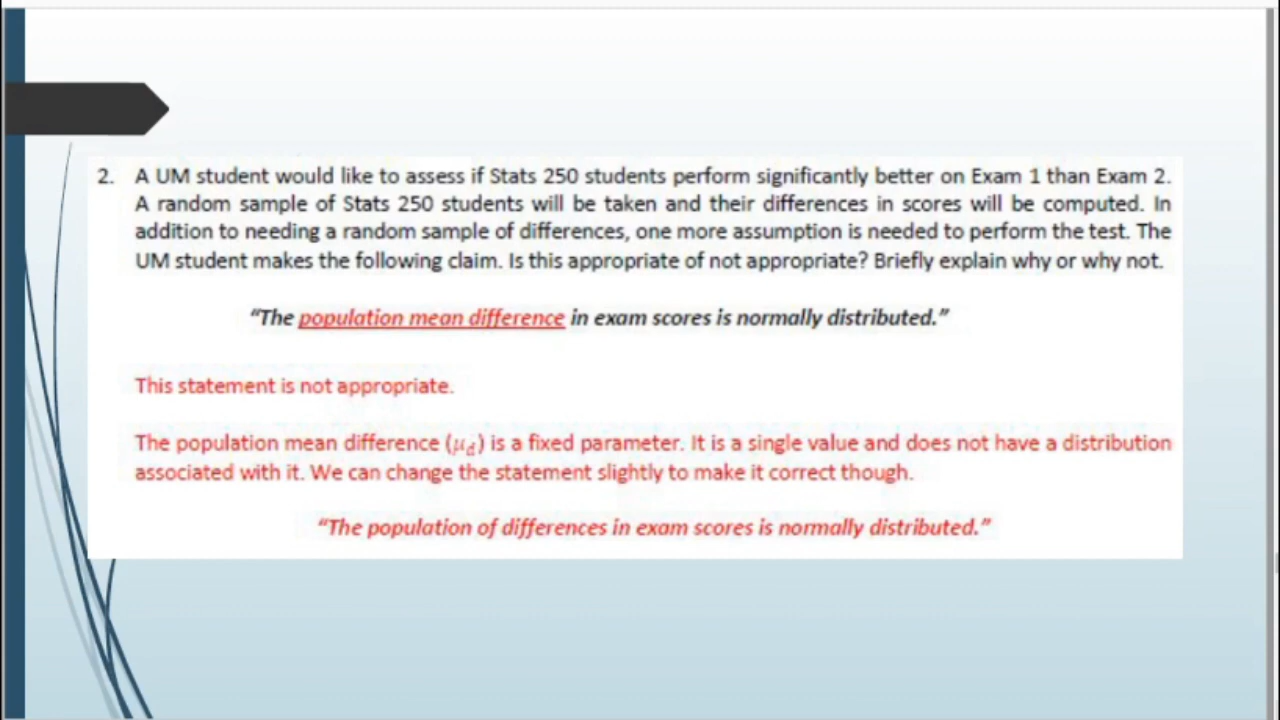 2. A UM student would like to assess if Stats 250 students perform significantly better on Exam 1 than Exam 2.
A random sample of Stats 250 students will be taken and their differences in scores will be computed. In
addition to needing a random sample of differences, one more assumption is needed to perform the test. The
UM student makes the following claim. Is this appropriate of not appropriate? Briefly explain why or why not.
“The population mean difference in exam scores is normally distributed.”
This statement is not appropriate.
The population mean difference (μd) is a fixed parameter. It is a single value and does not have a distribution
associated with it. We can change the statement slightly to make it correct though.
“The population of differences in exam scores is normally distributed.”